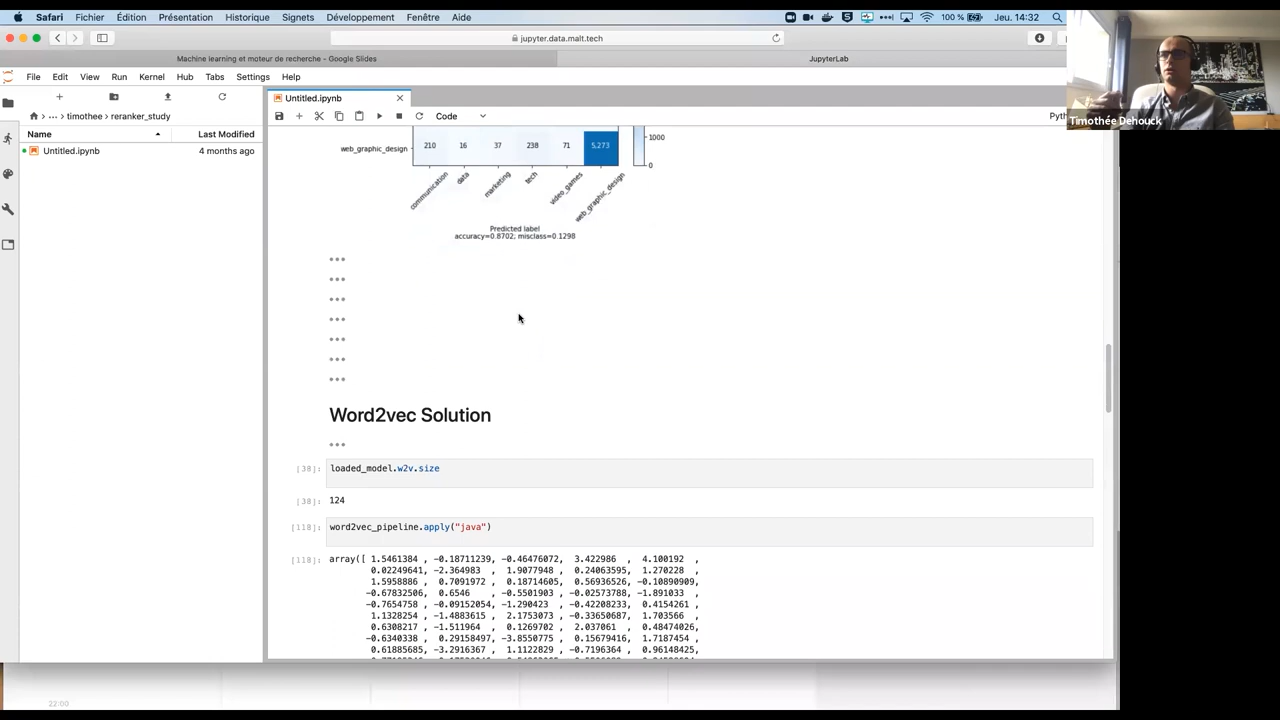 Safari Fichier Édition Présentation Historique Signets Développement Fenêtre Aide 100 % Jeu. 14:32
jupyter.data.malt.tech
Machine learning et moteur de recherche - Google Slides JupyterLab
File Edit View Run Kernel Hub Tabs Settings Help
Untitled.ipynb
··· / timothee / reranker_study
Code
Timothée Dehouck
Name Last Modified
Untitled.ipynb 4 months ago
1000
web_graphic_design 210 16 37 238 71 5,273
0
communication data marketing tech video_games web_graphic_design
Predicted label
accuracy=0.8702; misclass=0.1298
Word2vec Solution
[38]: loaded_model.w2v.size
[38]: 124
[118]: word2vec_pipeline.apply("java")
[118]: array([ 1.5461384 , -0.18711239, -0.46476072, 3.422986 , 4.100192 ,
0.02249641, -2.364983 , 1.9077948 , 0.24063595, 1.270228 ,
1.5958886 , 0.7091972 , 0.18714605, 0.56936526, -0.10890909,
-0.67832506, 0.6546 , -0.5501903 , -0.02573788, -1.891033 ,
-0.7654758 , -0.09152054, -1.290423 , -0.42208233, 0.4154261 ,
1.1328254 , -1.4883615 , 2.1753073 , -0.33650687, 1.703566 ,
0.6308217 , -1.511964 , 0.1269702 , 2.037061 , 0.48474026,
-0.6340338 , 0.29158497, -3.8550775 , 0.15679416, 1.7187454 ,
0.61885685, -3.2916367 , 1.1122829 , -0.7196364 , 0.96148425,
22:00